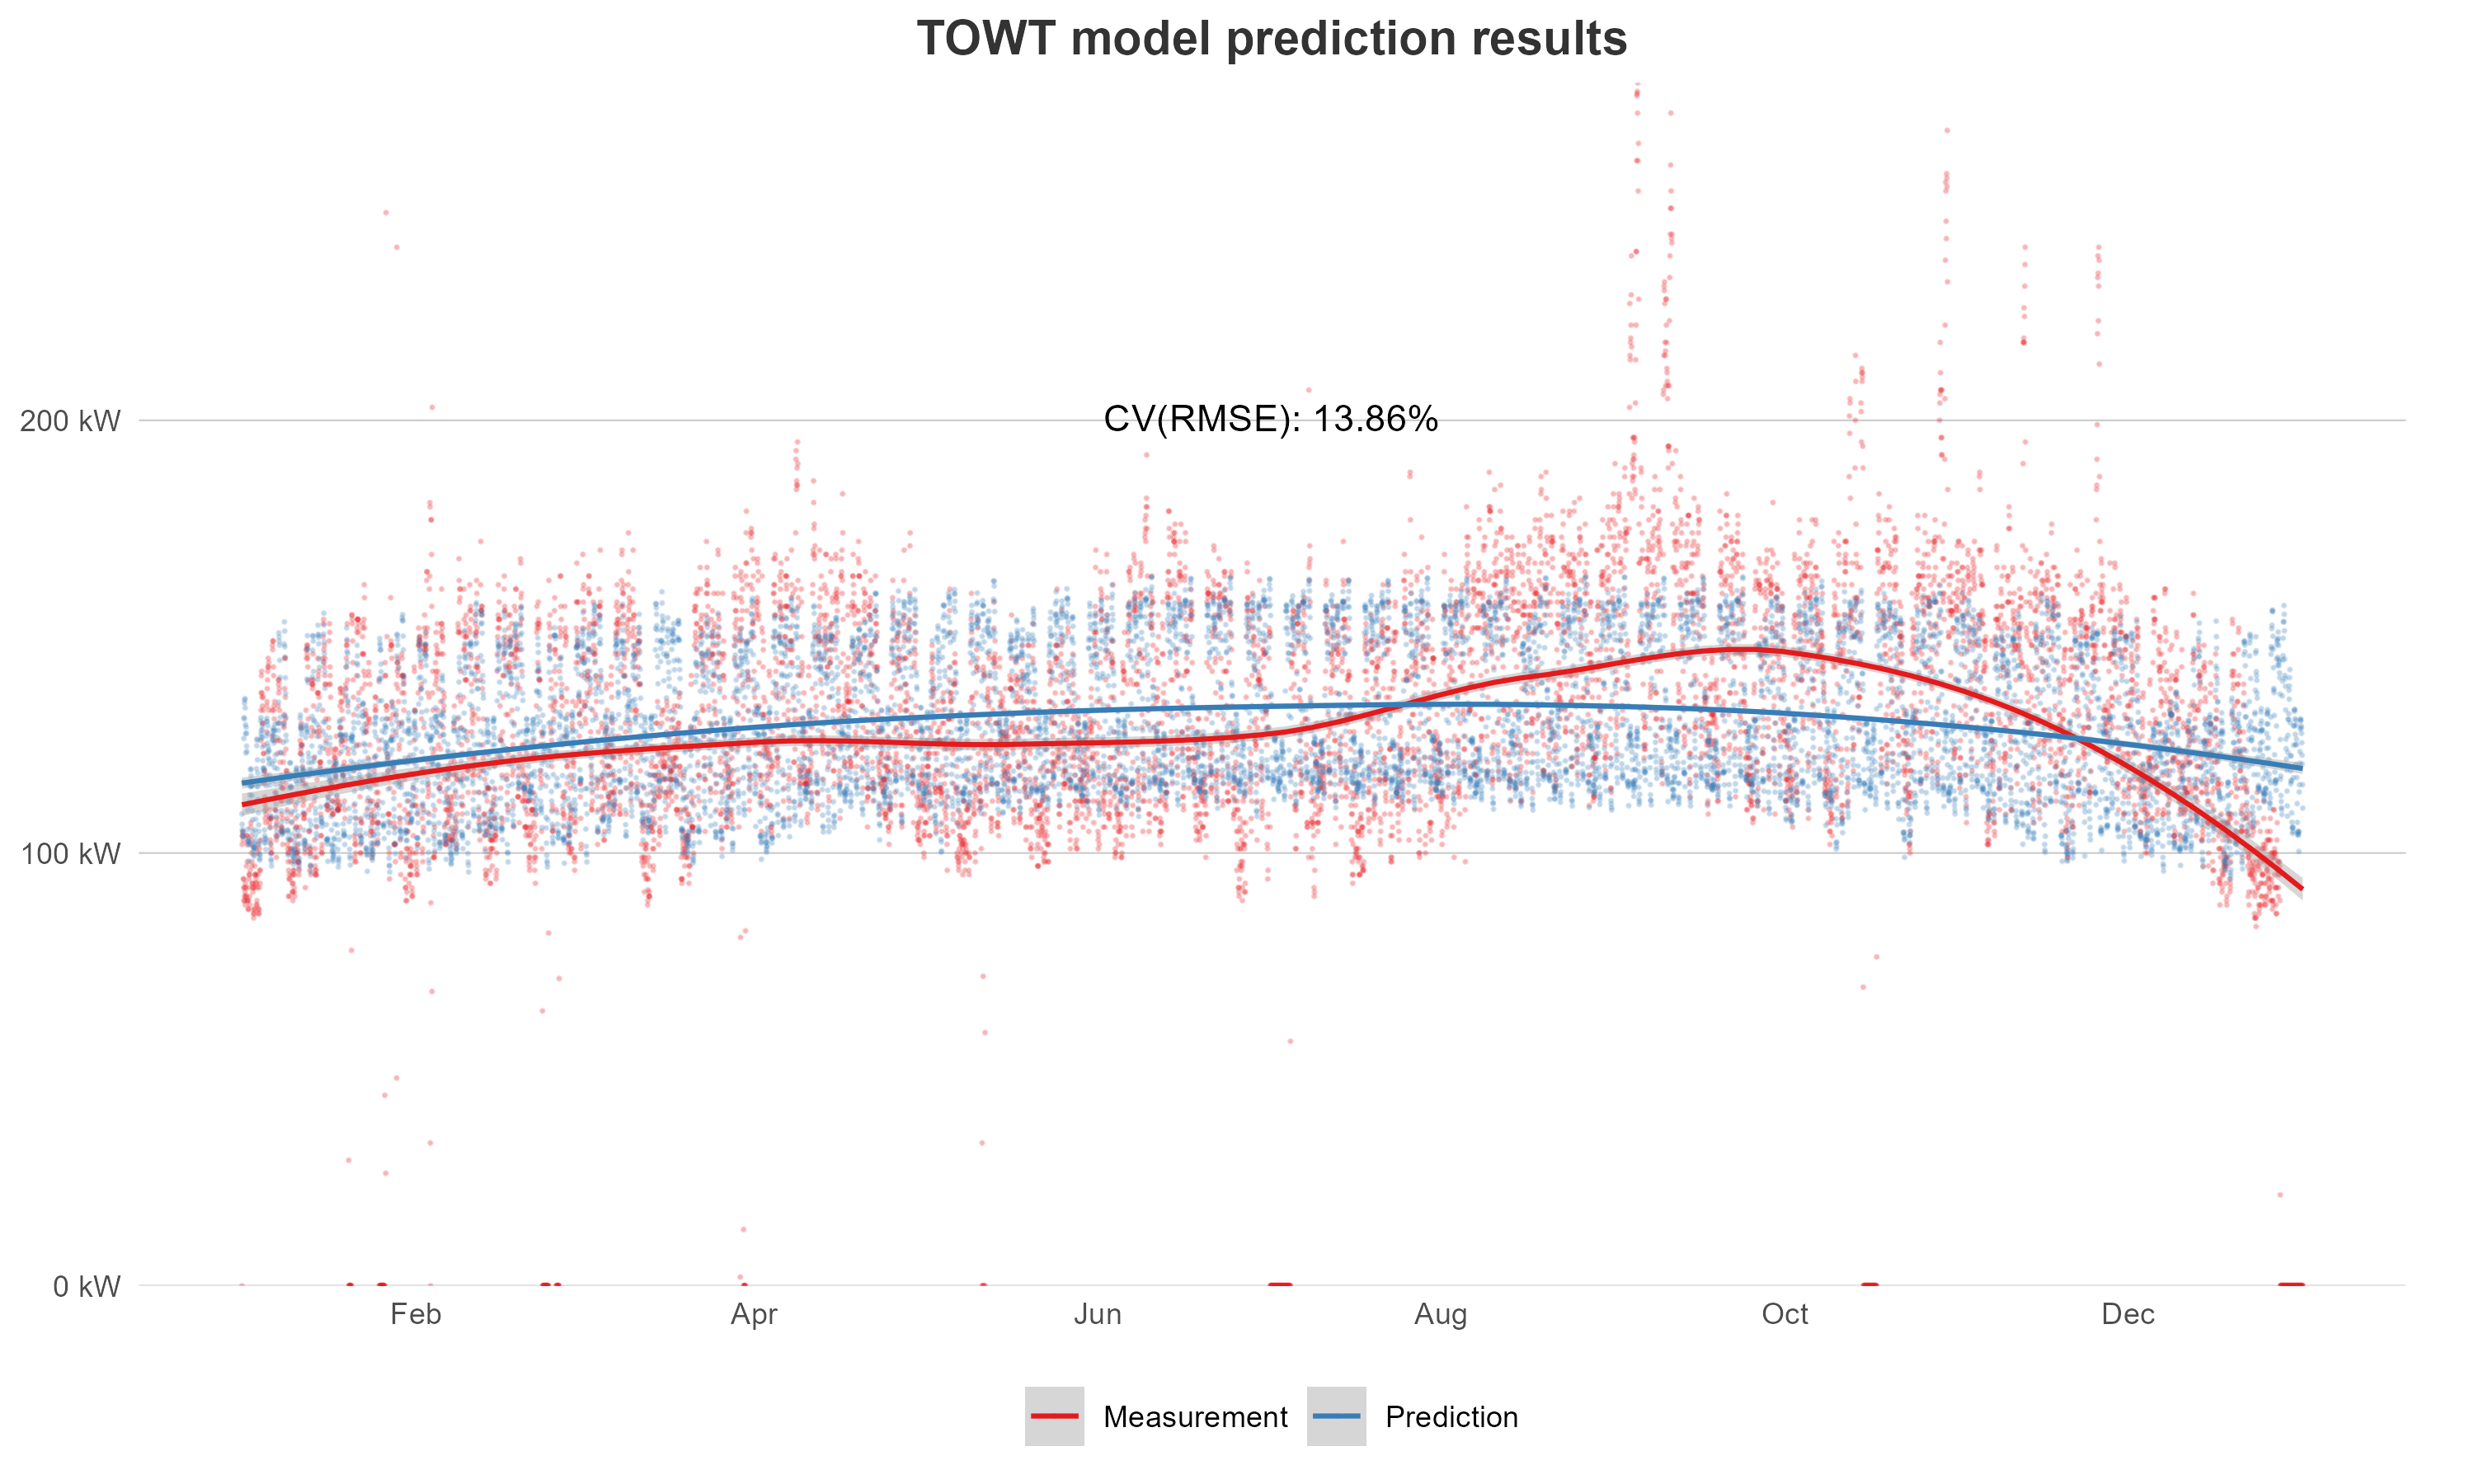 TOWT model prediction results
200 kW
CV(RMSE): 13.86%
100 kW
0 kW
Feb Apr Jun Aug Oct Dec
Measurement Prediction